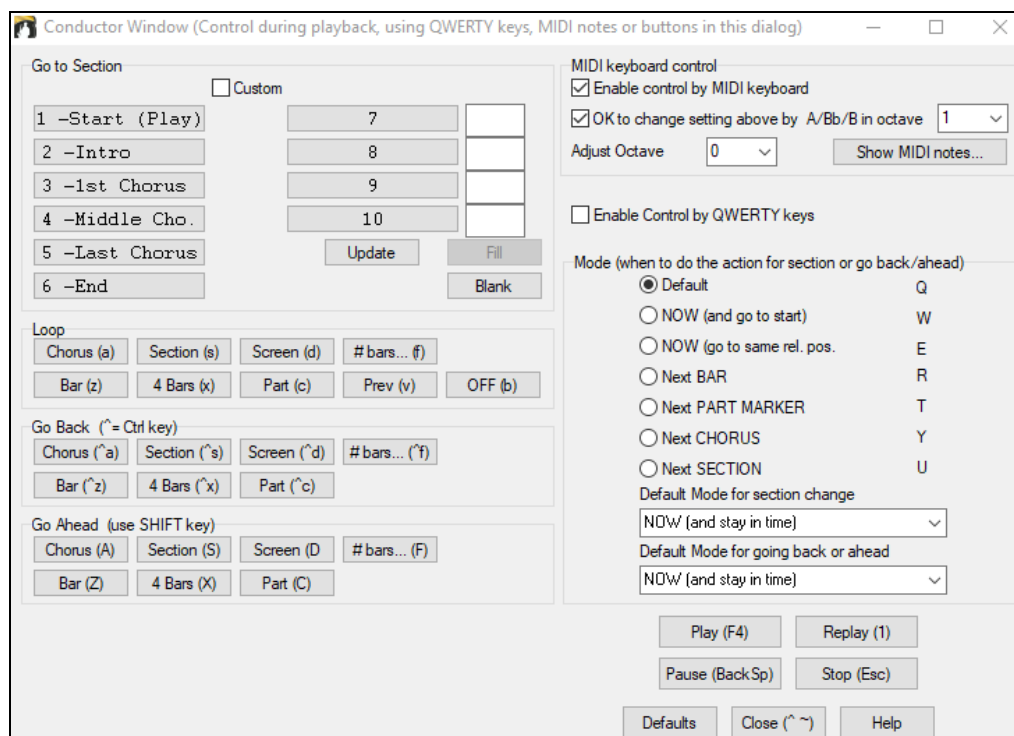 Conductor Window (Control during playback, using QWERTY keys, MIDI notes or buttons in this dialog)
Go to Section
Custom
1 -Start (Play) 7
2 -Intro 8
3 -1st Chorus 9
4 -Middle Cho. 10
5 -Last Chorus Update Fill
6 -End Blank
Loop
Chorus (a) Section (s) Screen (d) # bars... (f)
Bar (z) 4 Bars (x) Part (c) Prev (v) OFF (b)
Go Back (^= Ctrl key)
Chorus (^a) Section (^s) Screen (^d) # bars... (^f)
Bar (^z) 4 Bars (^x) Part (^c)
Go Ahead (use SHIFT key)
Chorus (A) Section (S) Screen (D # bars... (F)
Bar (Z) 4 Bars (X) Part (C)
MIDI keyboard control
Enable control by MIDI keyboard
OK to change setting above by A/Bb/B in octave 1
Adjust Octave 0 Show MIDI notes...
Enable Control by QWERTY keys
Mode (when to do the action for section or go back/ahead)
Default Q
NOW (and go to start) W
NOW (go to same rel. pos. E
Next BAR R
Next PART MARKER T
Next CHORUS Y
Next SECTION U
Default Mode for section change
NOW (and stay in time)
Default Mode for going back or ahead
NOW (and stay in time)
Play (F4) Replay (1)
Pause (BackSp) Stop (Esc)
Defaults Close (^ ~) Help